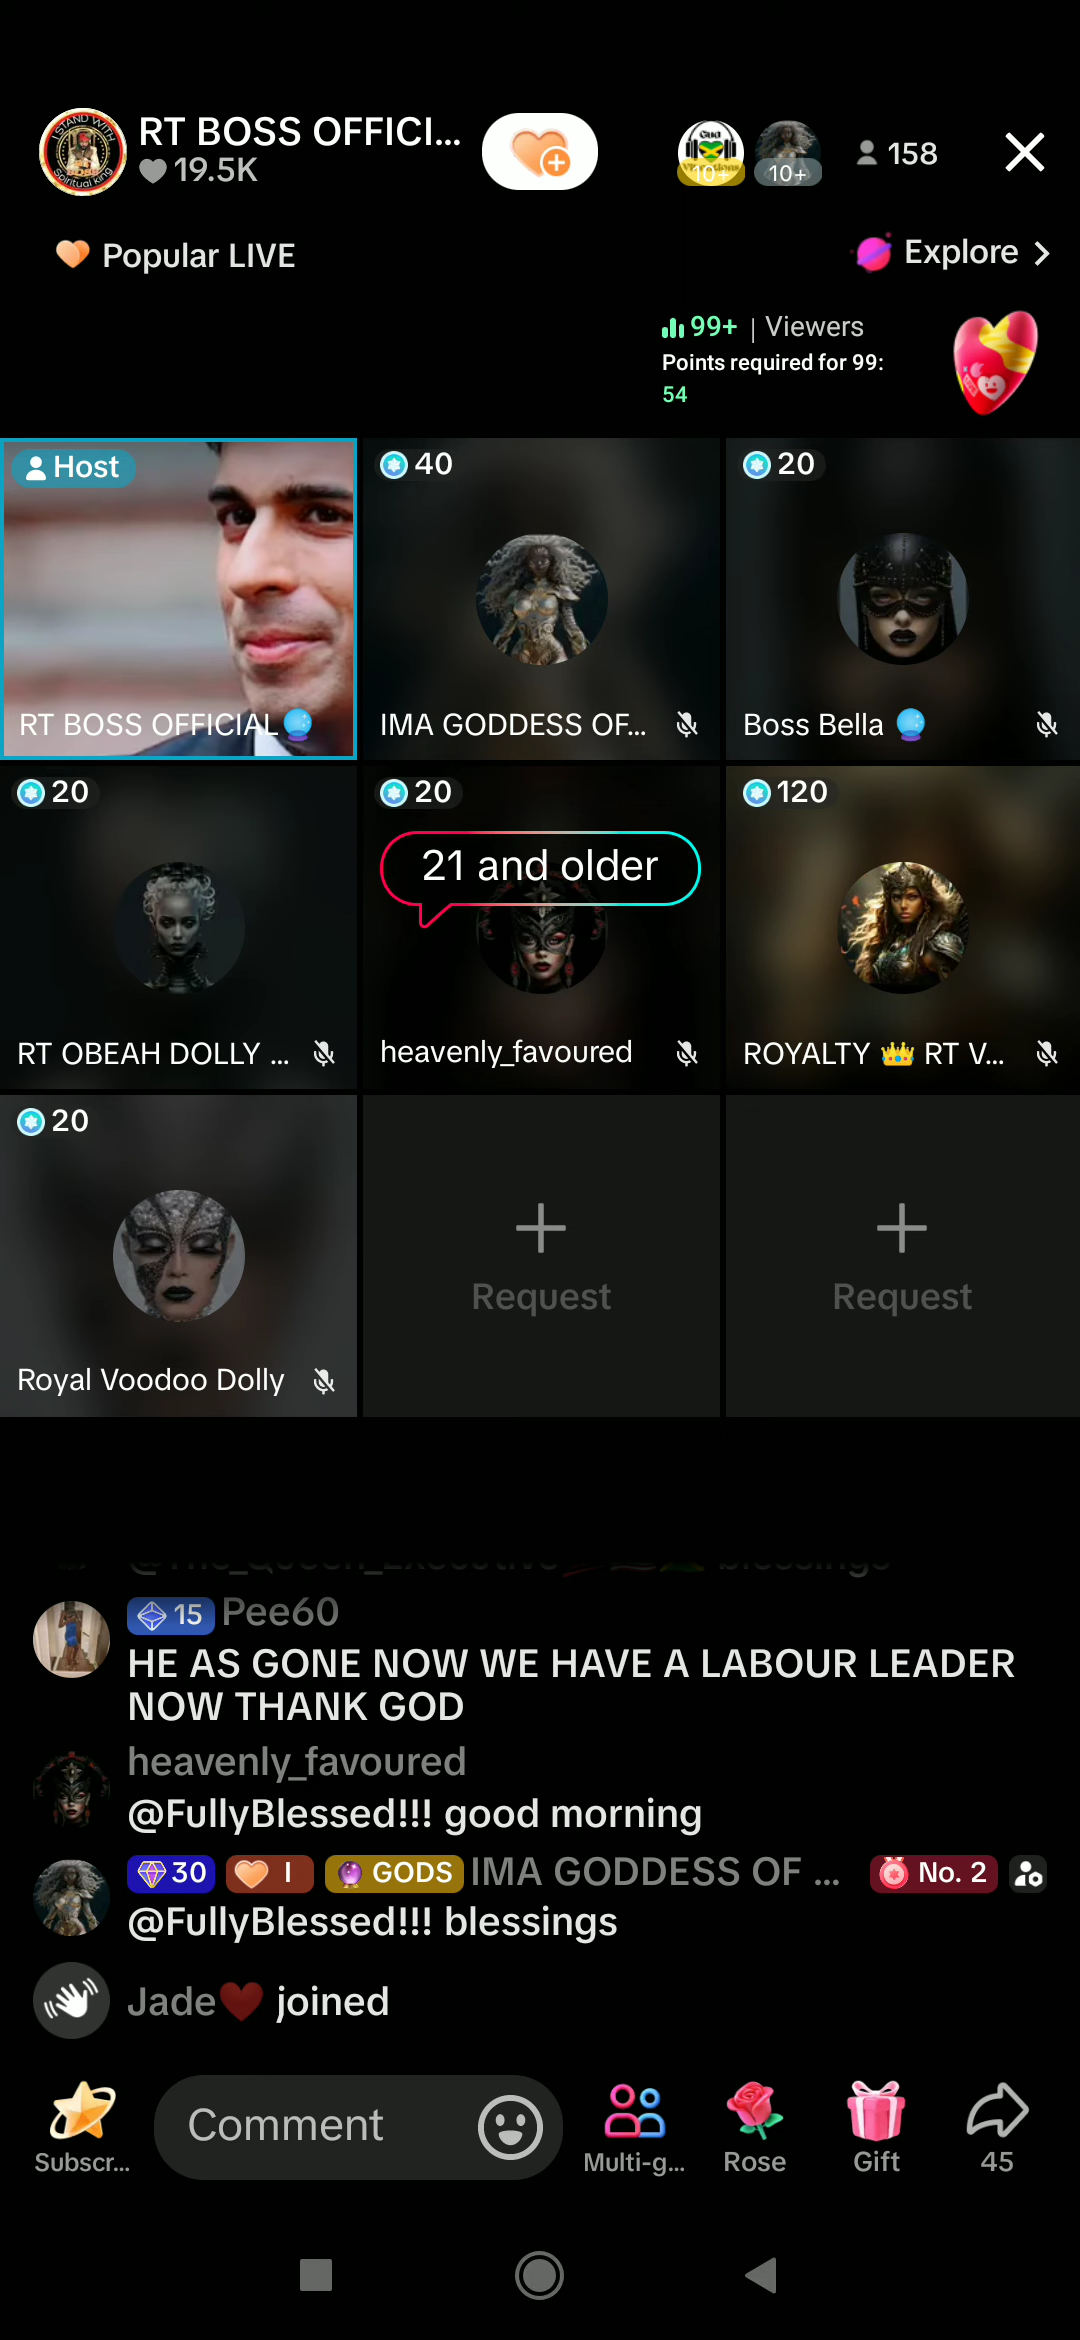 RT BOSS OFFICI...
19.5K
10+
10+
158
Popular LIVE
Explore
99+ | Viewers
Points required for 99:
54
Host
40
20
RT BOSS OFFICIAL
IMA GODDESS OF...
Boss Bella
20
20
120
21 and older
RT OBEAH DOLLY ...
heavenly_favoured
ROYALTY 👑 RT V...
20
Request
Request
Royal Voodoo Dolly
15 Pee60
HE AS GONE NOW WE HAVE A LABOUR LEADER
NOW THANK GOD
heavenly_favoured
@FullyBlessed!!! good morning
30 I GODS IMA GODDESS OF ... No. 2
@FullyBlessed!!! blessings
Jade❤️ joined
Comment
Subscr...
Multi-g...
Rose
Gift
45